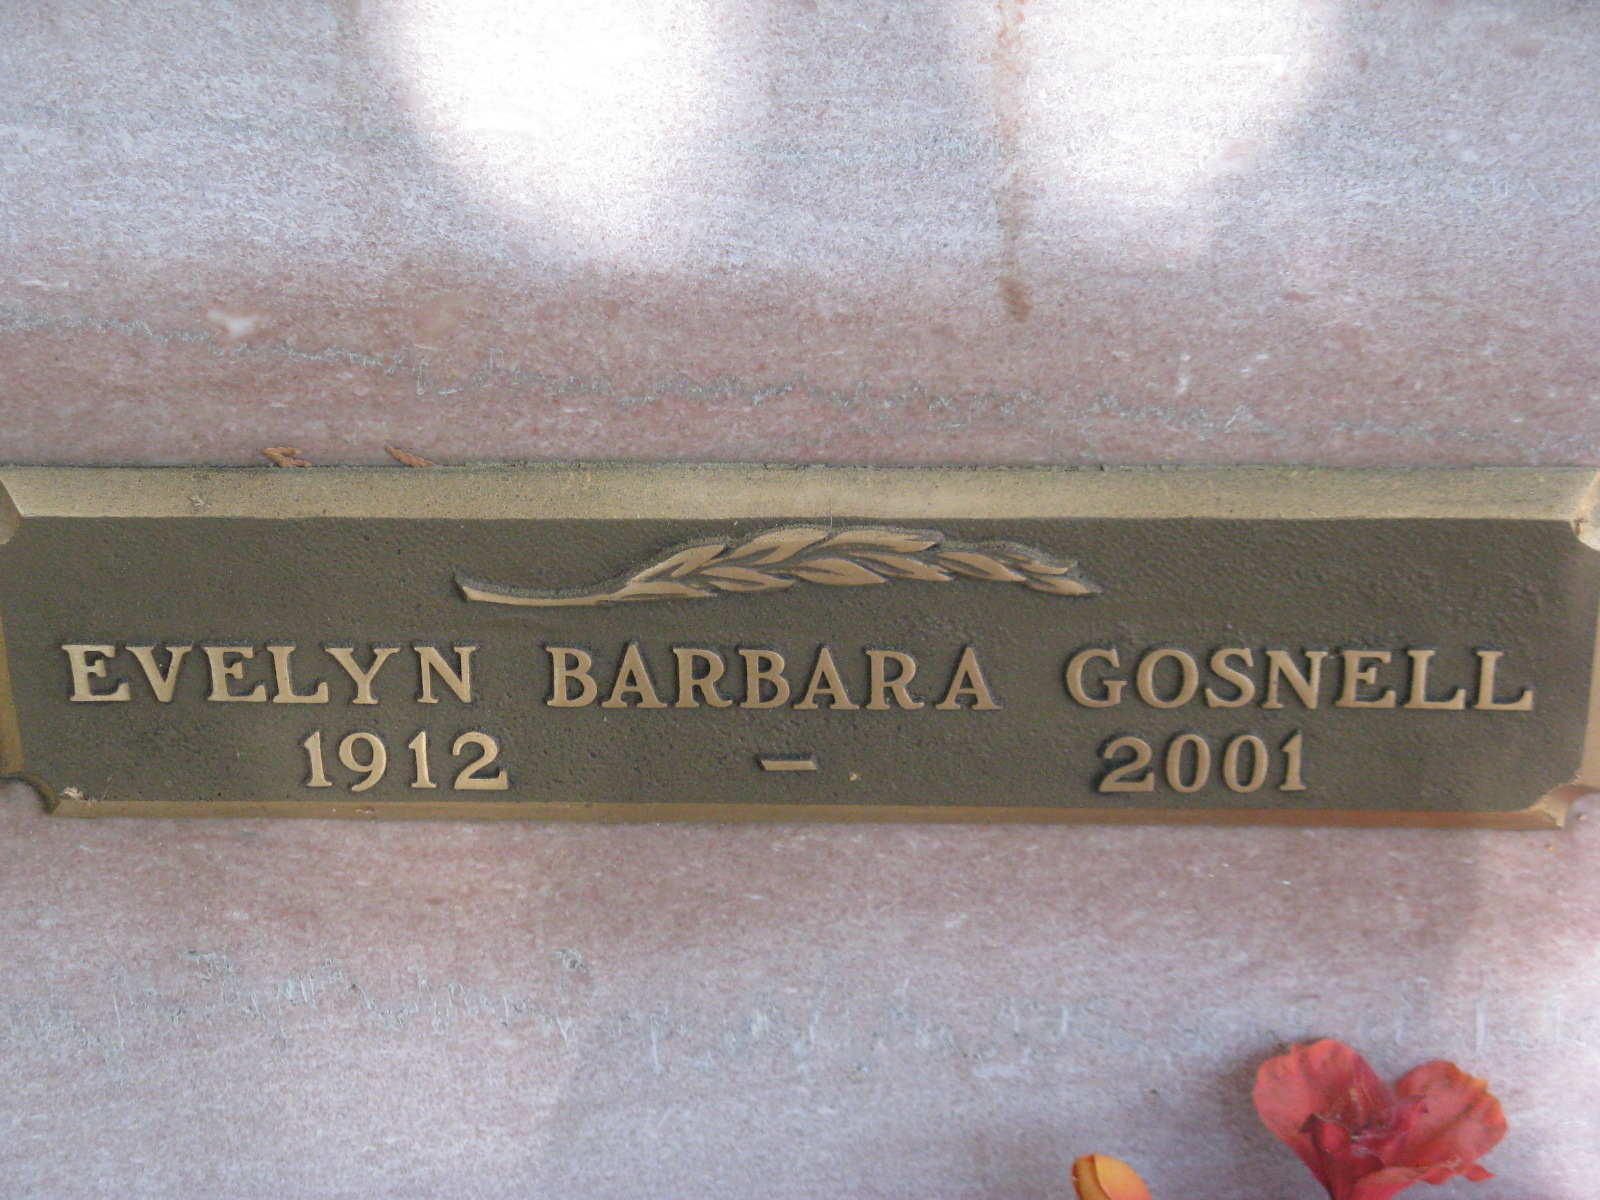 EVELYN BARBARA GOSNELL
1912 – 2001